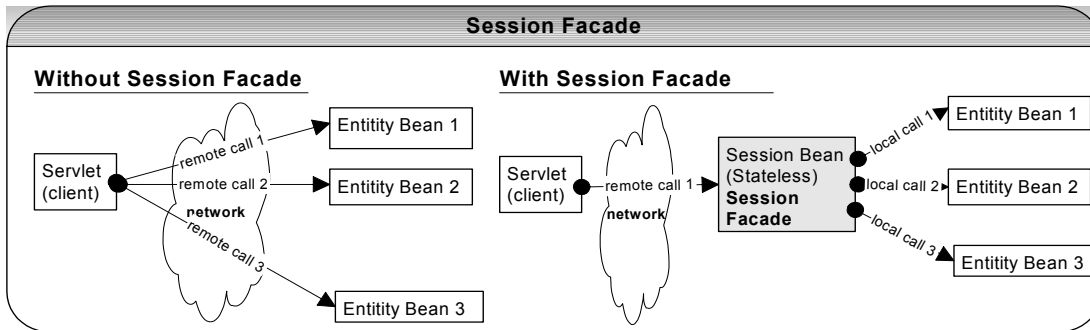 Session Facade
Without Session Facade
Servlet
(client)
remote call 1
remote call 2
remote call 3
network
Entitity Bean 1
Entitity Bean 2
Entitity Bean 3
With Session Facade
Servlet
(client)
remote call 1
network
Session Bean
(Stateless)
Session
Facade
local call 1
local call 2
local call 3
Entitity Bean 1
Entitity Bean 2
Entitity Bean 3